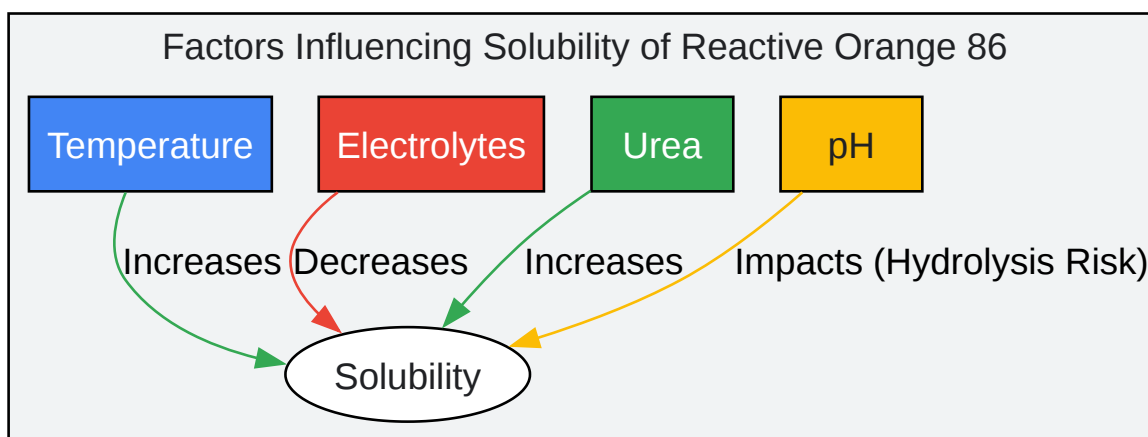 Factors Influencing Solubility of Reactive Orange 86
Temperature
Electrolytes
Urea
pH
Increases
Decreases
Increases
Impacts (Hydrolysis Risk)
Solubility